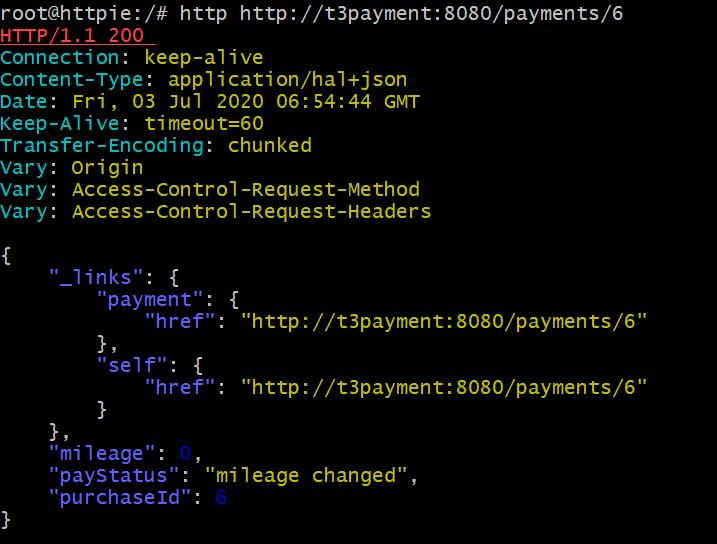 root@httpie:/# http http://t3payment:8080/payments/6
HTTP/1.1 200
Connection: keep-alive
Content-Type: application/hal+json
Date: Fri, 03 Jul 2020 06:54:44 GMT
Keep-Alive: timeout=60
Transfer-Encoding: chunked
Vary: Origin
Vary: Access-Control-Request-Method
Vary: Access-Control-Request-Headers

{
    "_links": {
        "payment": {
            "href": "http://t3payment:8080/payments/6"
        },
        "self": {
            "href": "http://t3payment:8080/payments/6"
        }
    },
    "mileage": 0,
    "payStatus": "mileage changed",
    "purchaseId": 6
}